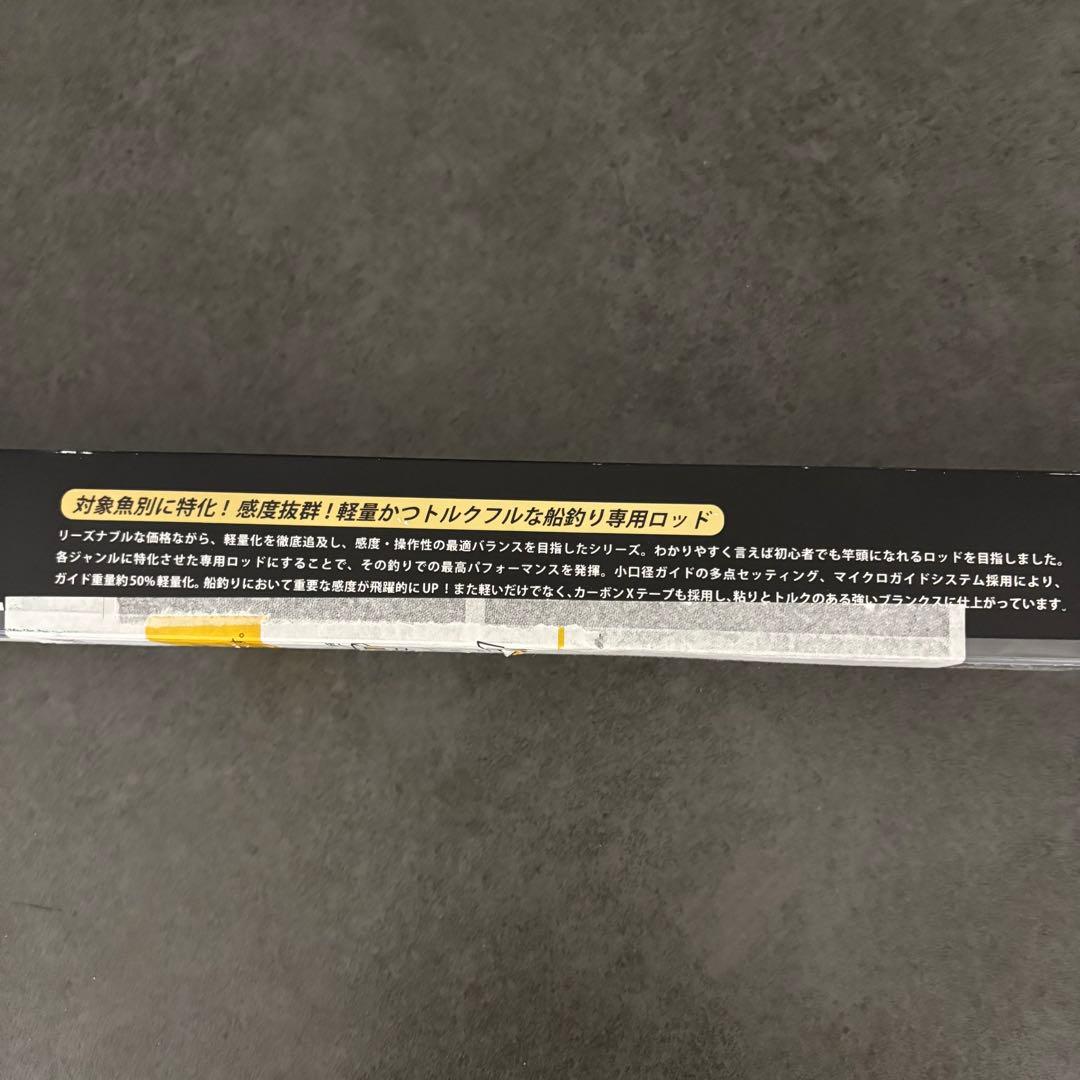 対象魚別に特化！感度抜群！軽量かつトルクフルな船釣り専用ロッド
リーズナブルな価格ながら、軽量化を徹底追及し、感度・操作性の最適バランスを目指したシリーズ。わかりやすく言えば初心者でも竿頭になれるロッドを目指しました。
各ジャンルに特化させた専用ロッドにすることで、その釣りでの最高パフォーマンスを発揮。小口径ガイドの多点セッティング、マイクロガイドシステム採用により、
ガイド重量約50％軽量化。船釣りにおいて重要な感度が飛躍的にUP！また軽いだけでなく、カーボンXテープも採用し、粘りとトルクのある強いブランクスに仕上がっています。
す。